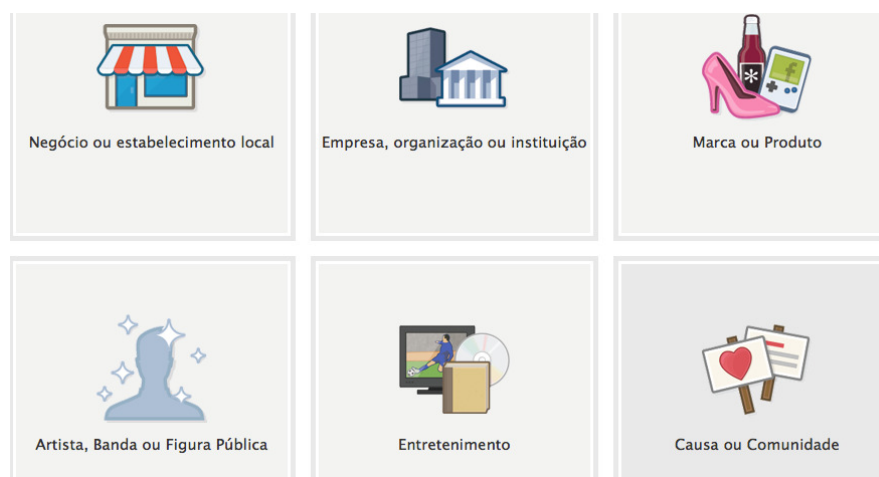 Negócio ou estabelecimento local
Empresa, organização ou instituição
Marca ou Produto
Artista, Banda ou Figura Pública
Entretenimento
Causa ou Comunidade